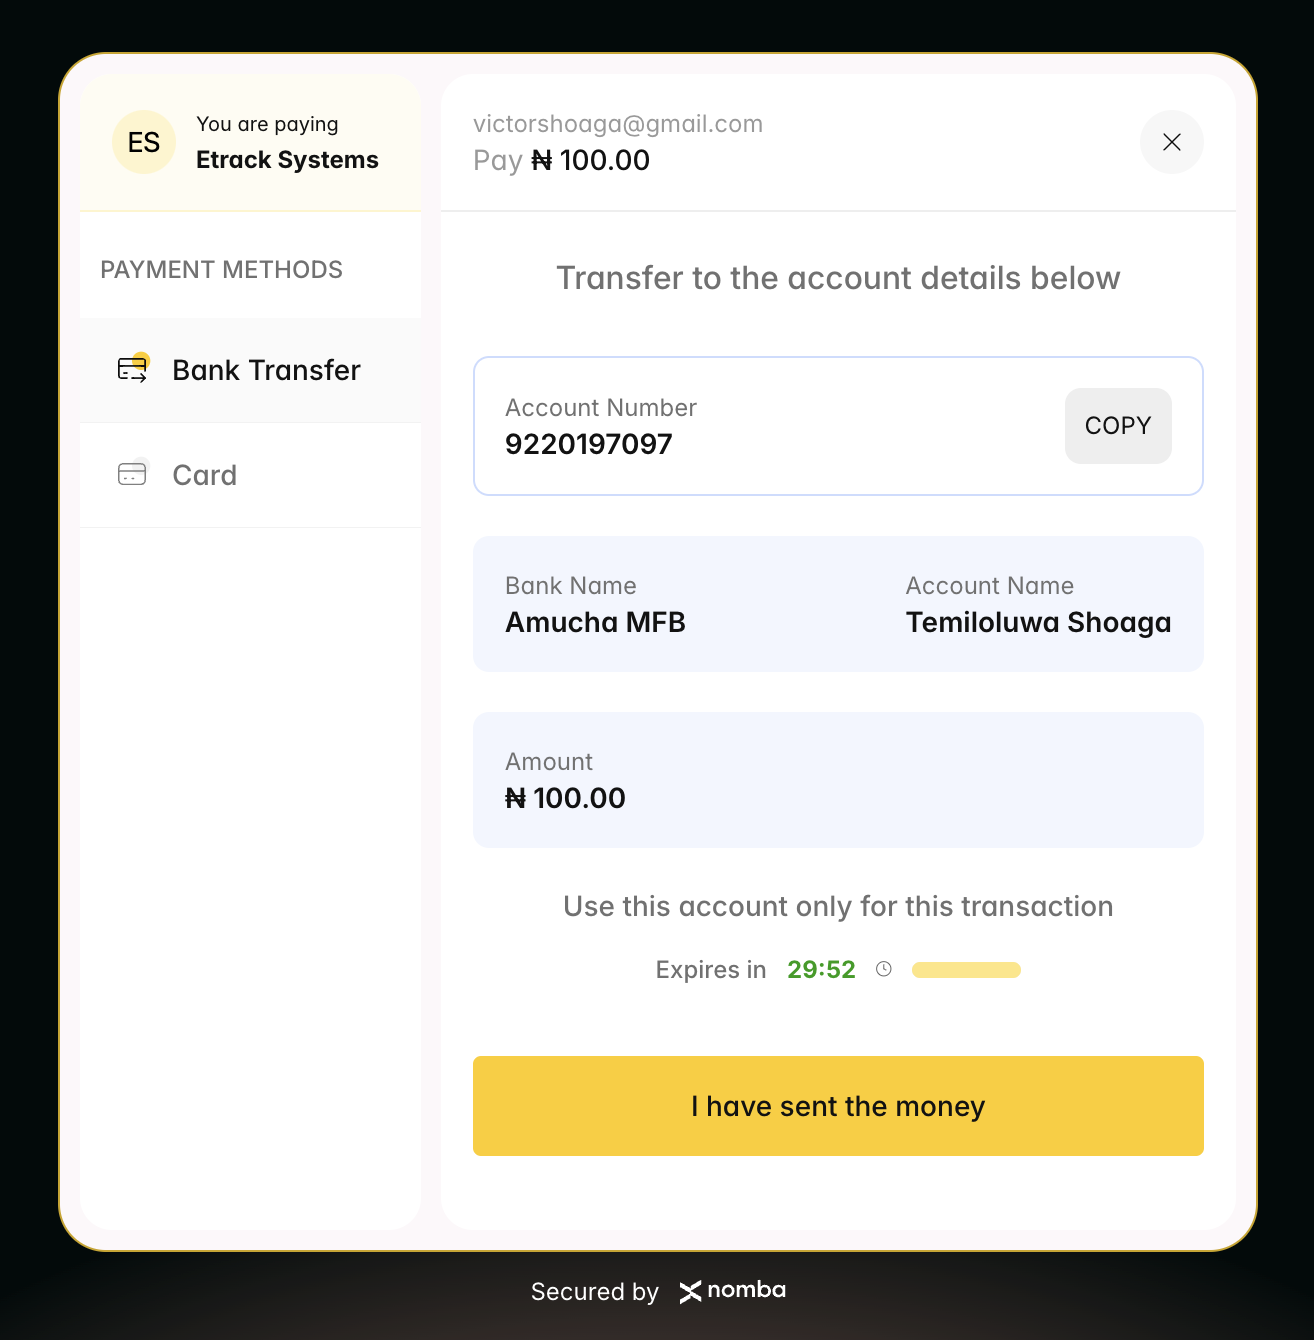 ES
You are paying
Etrack Systems
PAYMENT METHODS
Bank Transfer
Card
victorshoaga@gmail.com
Pay ₦ 100.00
Transfer to the account details below
Account Number
9220197097
COPY
Bank Name
Amucha MFB
Account Name
Temiloluwa Shoaga
Amount
₦ 100.00
Use this account only for this transaction
Expires in 29:52
I have sent the money
Secured by nomba